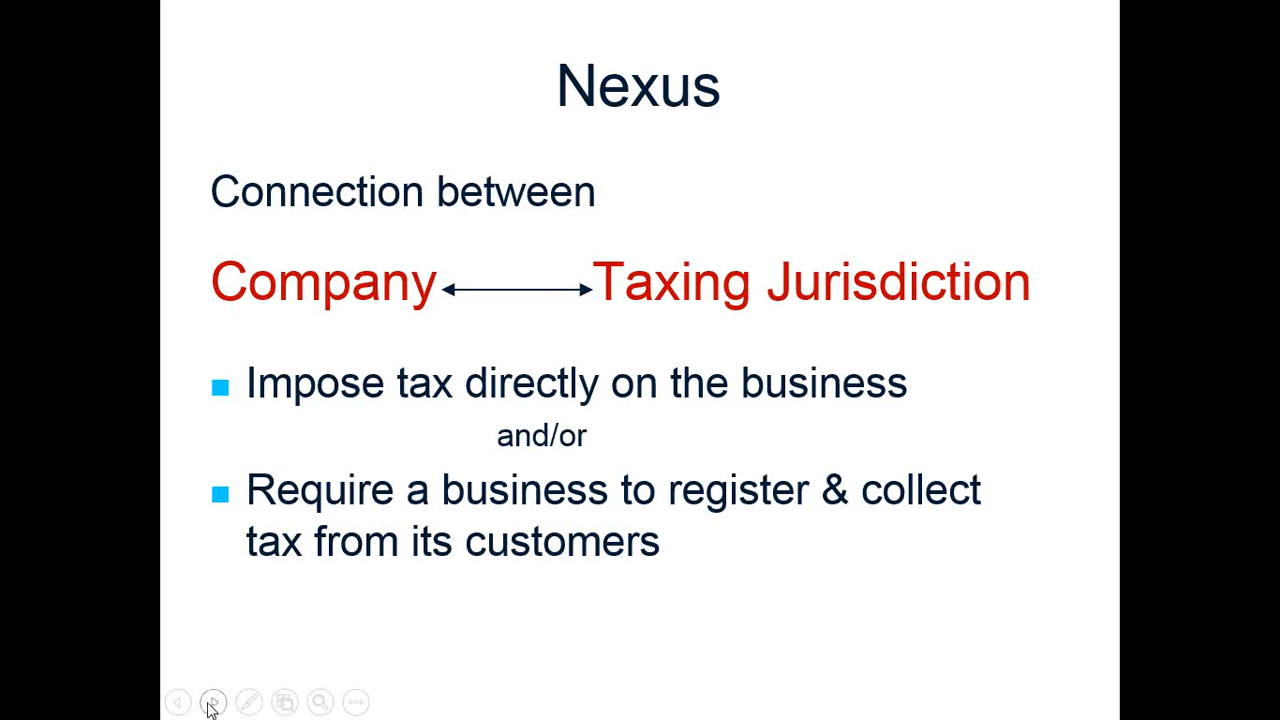 Nexus
Connection between
Company Taxing Jurisdiction
Impose tax directly on the business
and/or
Require a business to register & collect
tax from its customers